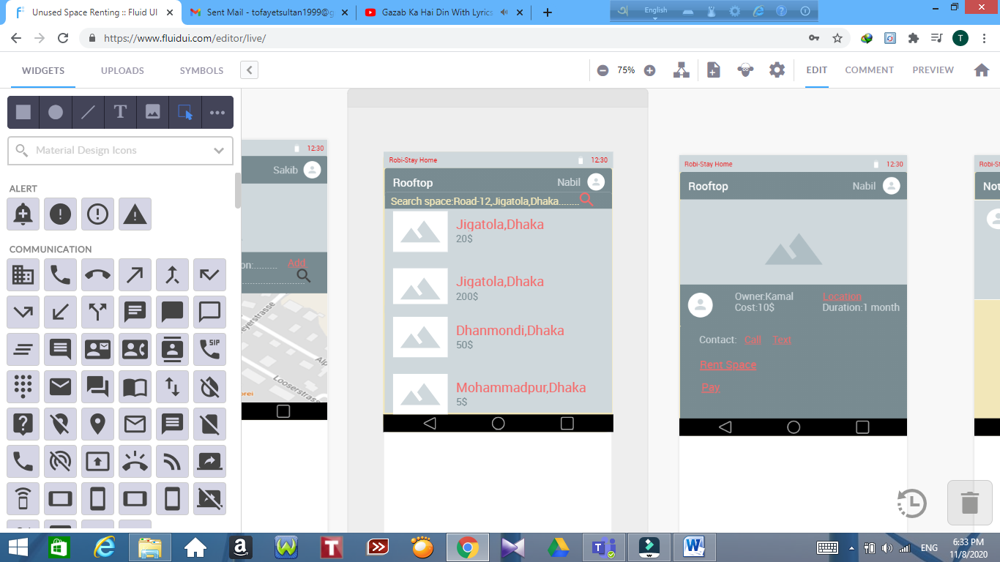 Unused Space Renting :: Fluid UI
Sent Mail - tofayetsultan1999@g
Gazab Ka Hai Din With Lyrics
English
https://www.fluidui.com/editor/live/
T
WIDGETS
UPLOADS
SYMBOLS
75%
EDIT
COMMENT
PREVIEW
T
Material Design Icons
ALERT
COMMUNICATION
SIP
12:30
Sakib
on:..........
Add
eyerstrasse
Alp
Looserstrasse
orei
Robi-Stay Home
12:30
Rooftop
Nabil
Search space:Road-12,Jigatola,Dhaka........
Jigatola,Dhaka
20$
Jigatola,Dhaka
200$
Dhanmondi,Dhaka
50$
Mohammadpur,Dhaka
5$
Robi-Stay Home
12:30
Rooftop
Nabil
Owner:Kamal
Location
Cost:10$
Duration:1 month
Contact:
Call
Text
Rent Space
Pay
Robi-St
Not
ENG
6:33 PM
11/8/2020